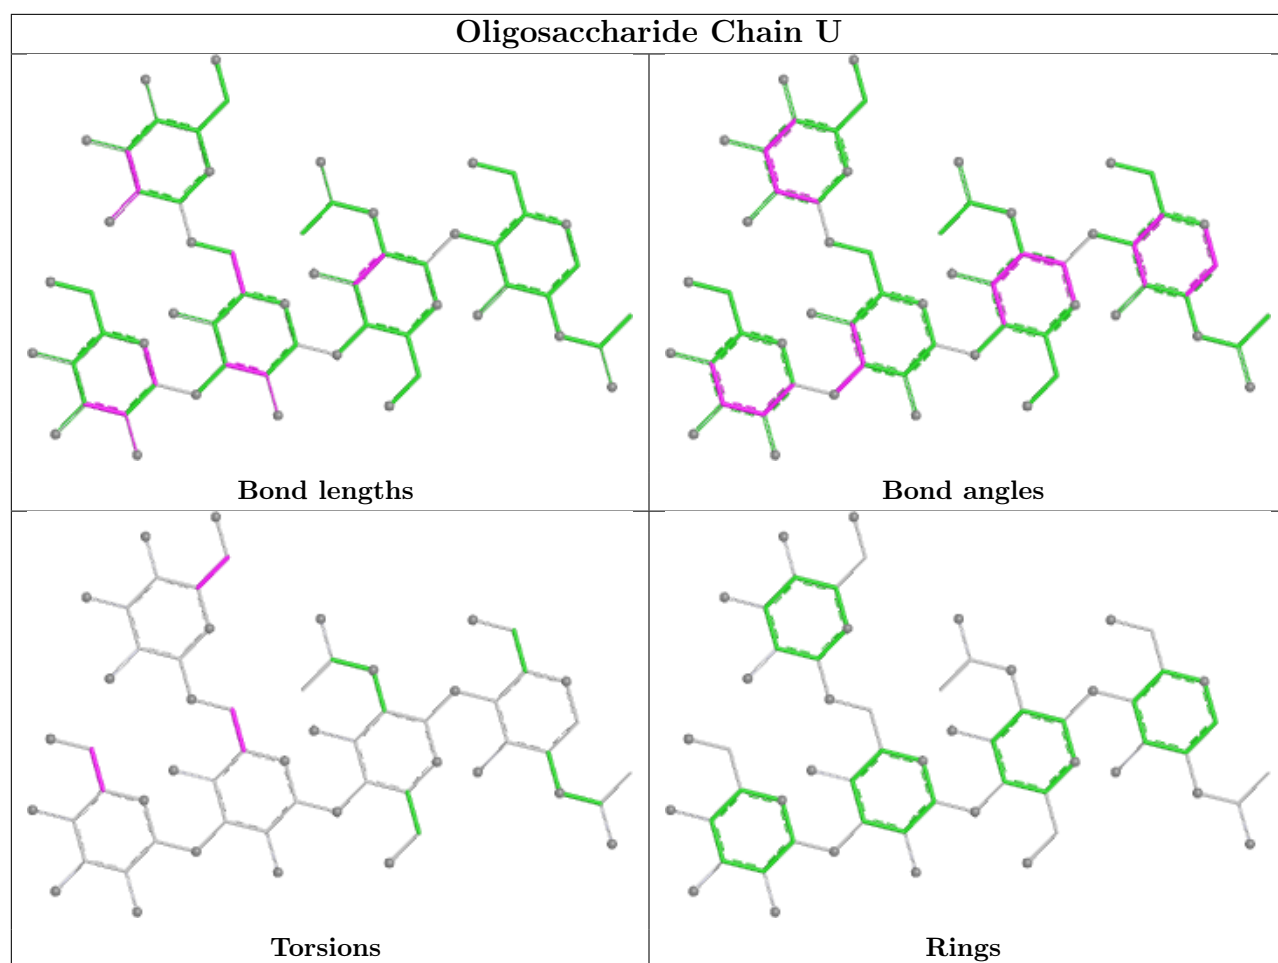 Oligosaccharide Chain U
Bond lengths
Bond angles
Torsions
Rings